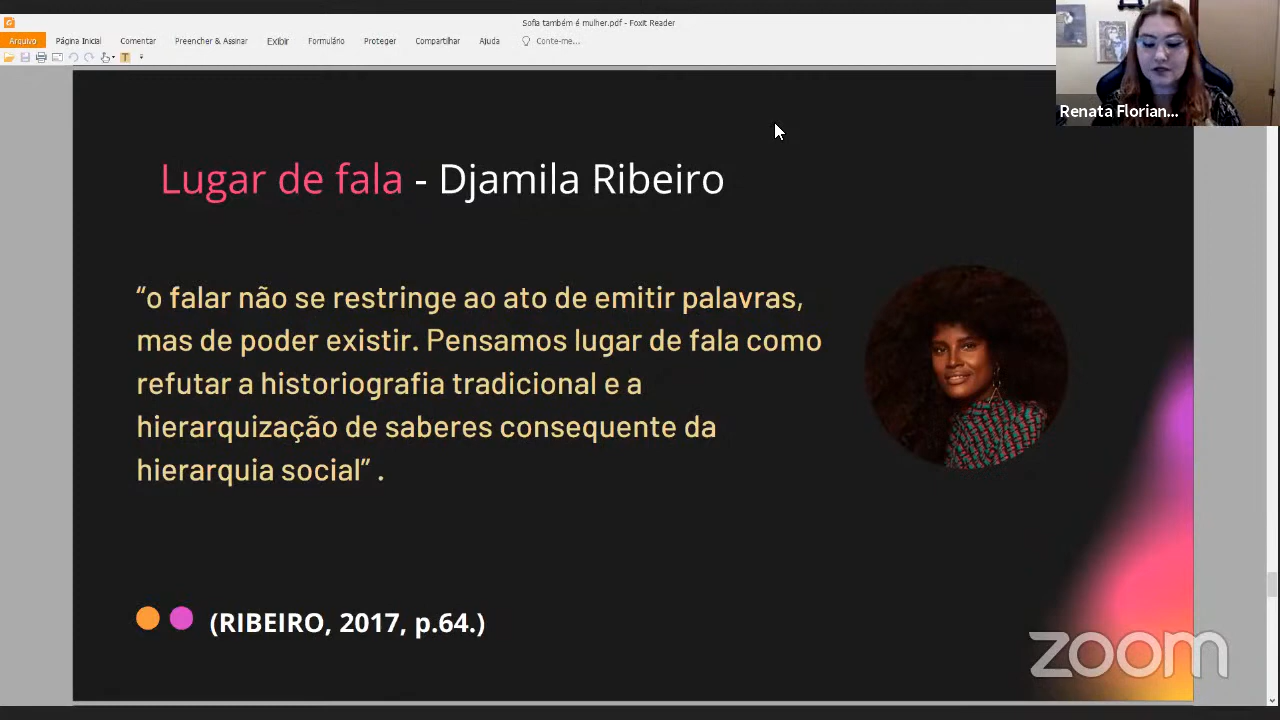 Sofia também é mulher.pdf - Foxit Reader
Arquivo Página Inicial Comentar Preencher & Assinar Exibir Formulário Proteger Compartilhar Ajuda Conte-me...
Renata Florian...
Lugar de fala - Djamila Ribeiro
“o falar não se restringe ao ato de emitir palavras,
mas de poder existir. Pensamos lugar de fala como
refutar a historiografia tradicional e a
hierarquização de saberes consequente da
hierarquia social” .
(RIBEIRO, 2017, p.64.)
zoom